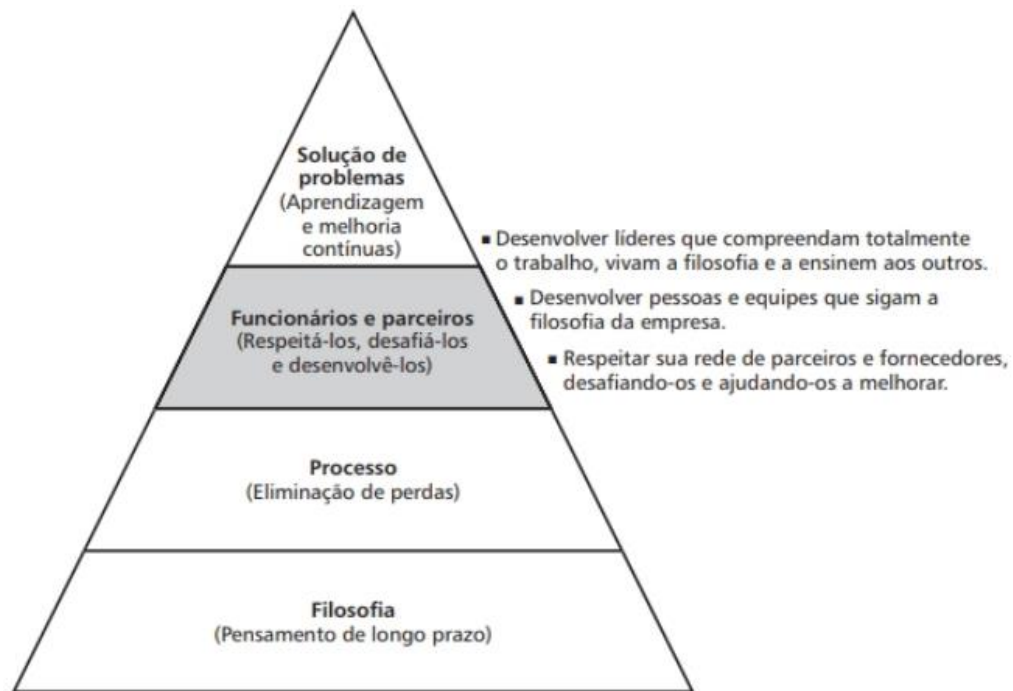 Solução de
problemas
(Aprendizagem
e melhoria
contínuas)
▪ Desenvolver líderes que compreendam totalmente
o trabalho, vivam a filosofia e a ensinem aos outros.
Funcionários e parceiros
(Respeitá-los, desafiá-los
e desenvolvê-los)
▪ Desenvolver pessoas e equipes que sigam a
filosofia da empresa.
▪ Respeitar sua rede de parceiros e fornecedores,
desafiando-os e ajudando-os a melhorar.
Processo
(Eliminação de perdas)
Filosofia
(Pensamento de longo prazo)